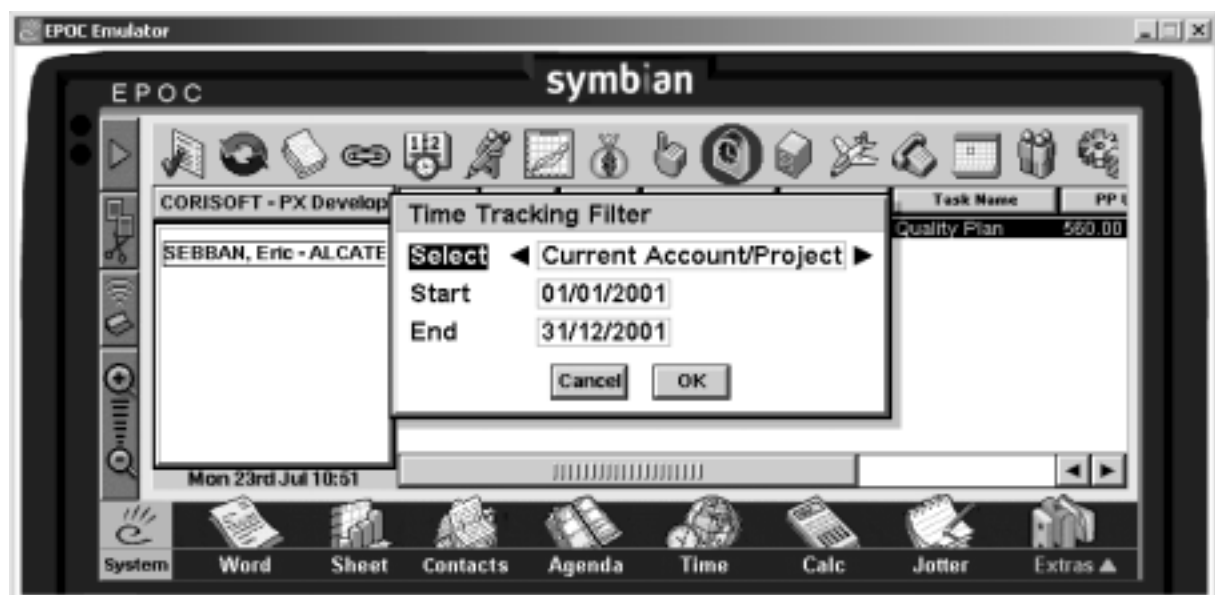 EPOC Emulator
symbian
EPOC
1:2
CORISOFT - PX Develop
Task Name
PP
Time Tracking Filter
Quality Plan 560.00
SEBBAN, Eric - ALCATE
Select Current Account/Project
Start 01/01/2001
End 31/12/2001
Cancel OK
Mon 23rd Jul 10:51
System Word Sheet Contacts Agenda Time Calc Jotter Extras